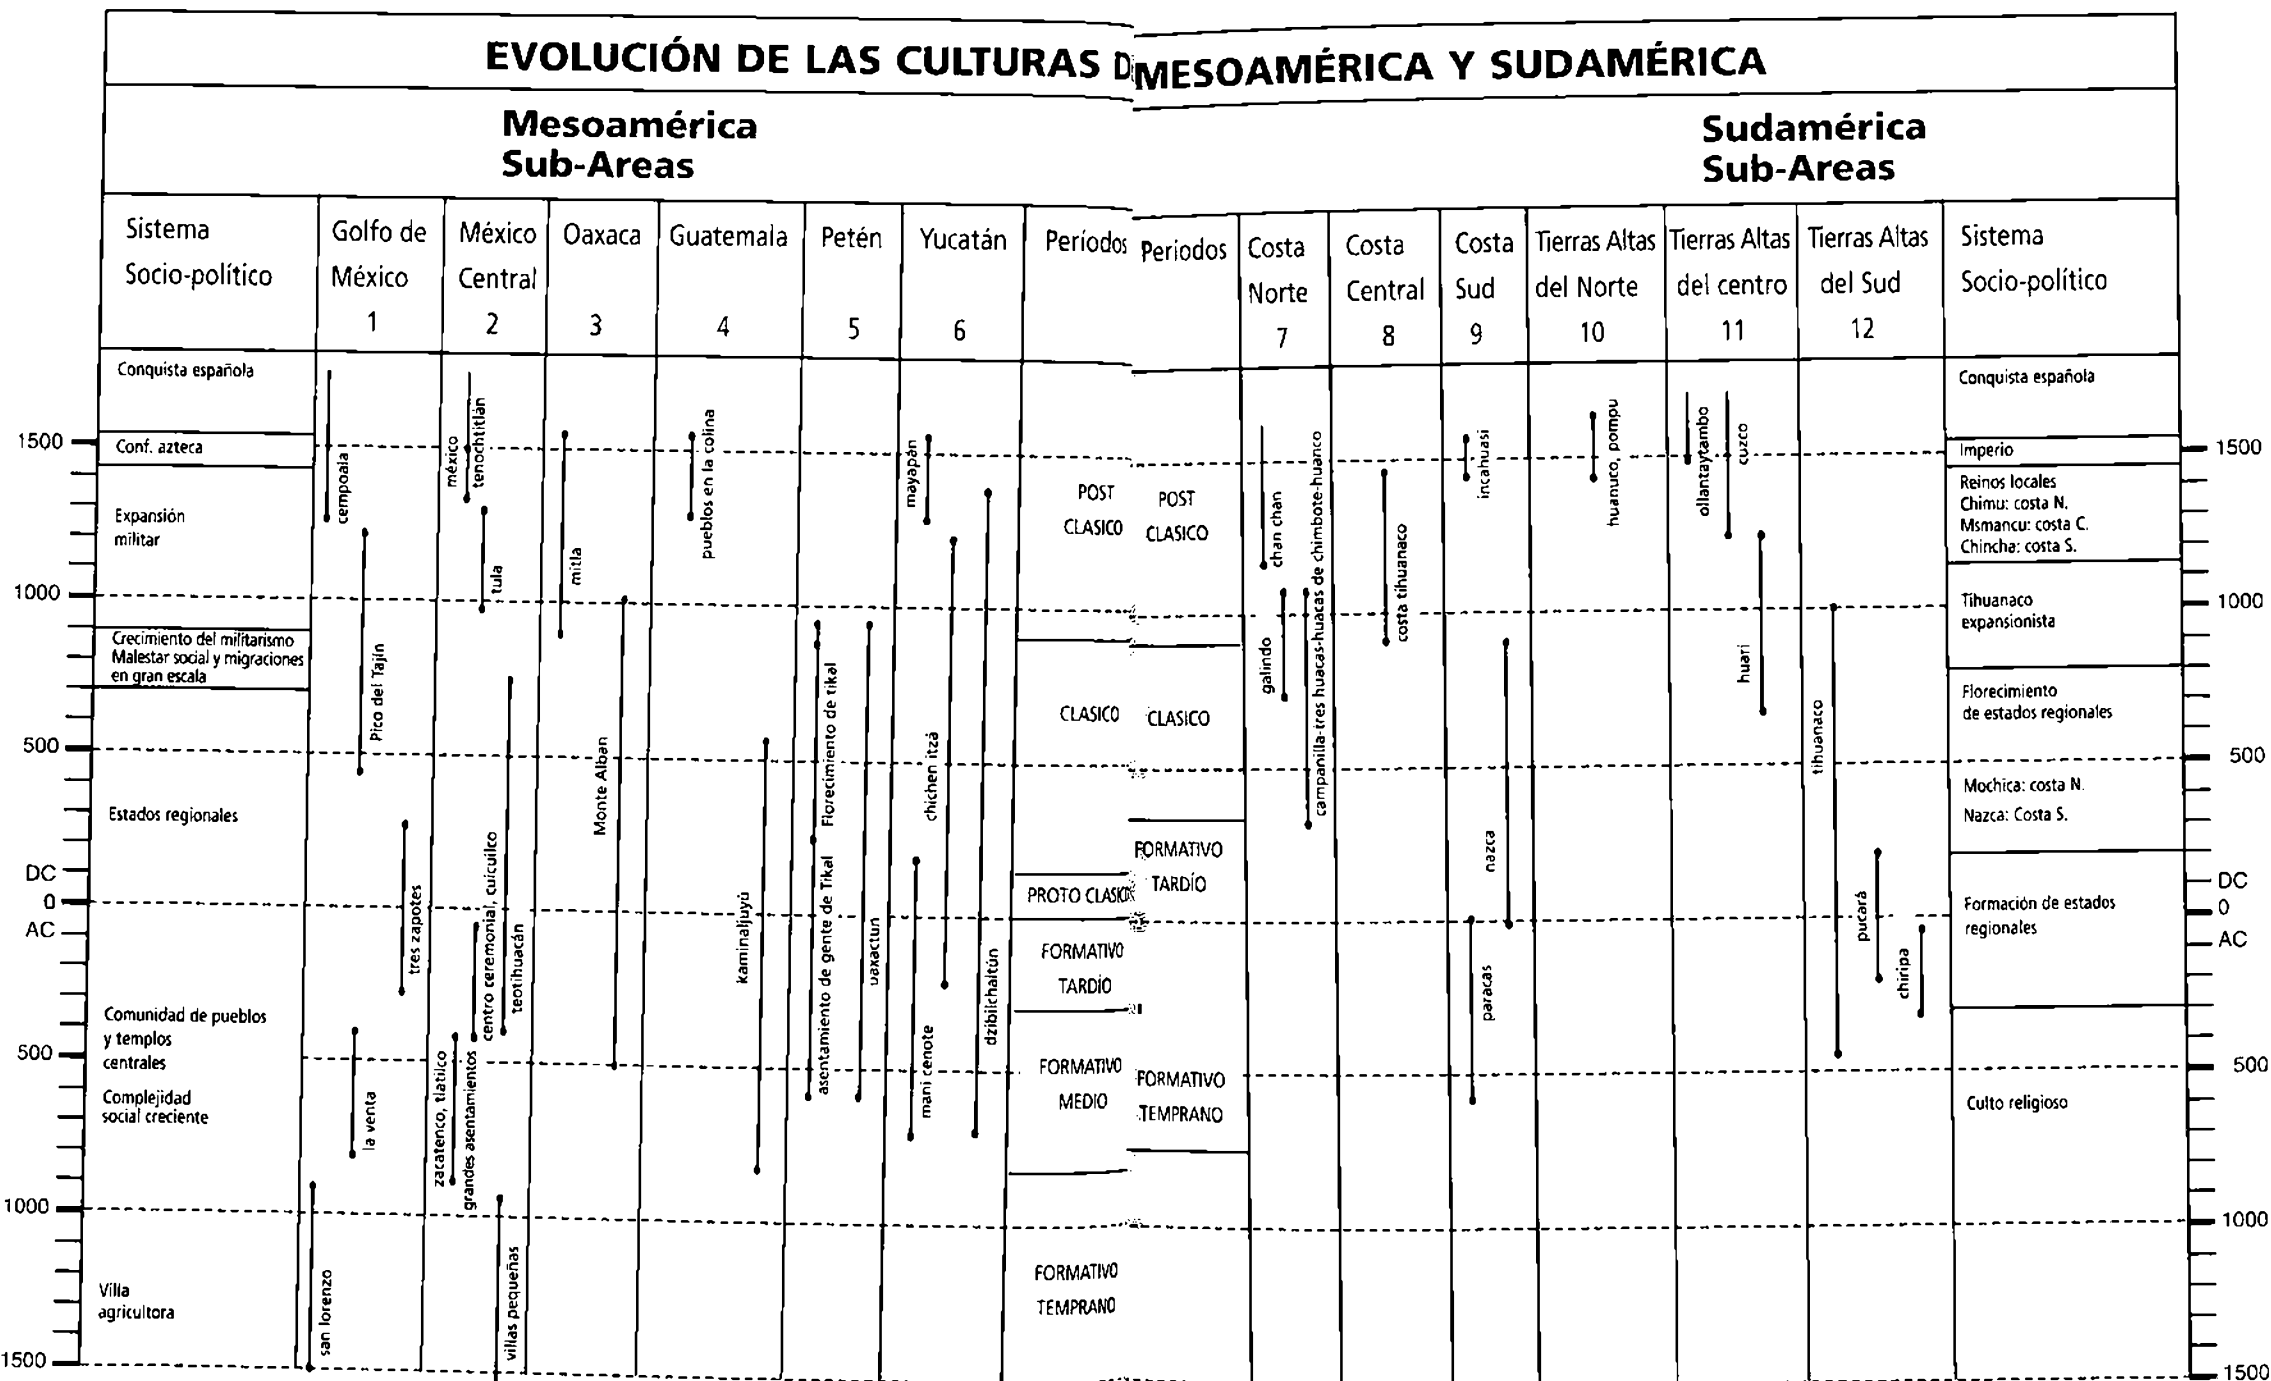 EVOLUCIÓN DE LAS CULTURAS D MESOAMÉRICA Y SUDAMÉRICA
Mesoamérica
Sub-Areas
Sudamérica
Sub-Areas
Sistema
Socio-político
Golfo de
México
1
México
Central
2
Oaxaca
3
Guatemala
4
Petén
5
Yucatán
6
Períodos
Períodos
Costa
Norte
7
Costa
Central
8
Costa
Sud
9
Tierras Altas
del Norte
10
Tierras Altas
del centro
11
Tierras Altas
del Sud
12
Sistema
Socio-político
1500
1000
500
DC
0
AC
500
1000
1500
Conquista española
Conf. azteca
Expansión
militar
Crecimiento del militarismo
Malestar social y migraciones
en gran escala
Estados regionales
Comunidad de pueblos
y templos
centrales
Complejidad
social creciente
Villa
agricultora
cempoala
Pico del Tajín
tres zapotes
la venta
san lorenzo
méxico
tenochtitlán
tula
centro ceremonial, cuicuilco
teotihuacán
zacatenco, tlatilco
grandes asentamientos
villas pequeñas
mitla
Monte Alban
pueblos en la colina
kaminaljuyú
Florecimiento de tikal
asentamiento de gente de Tikal
uaxactun
mayapán
chichen itzá
mani cenote
dzibilchaltún
POST
CLASICO
CLASICO
PROTO CLASICO
FORMATIVO
TARDÍO
FORMATIVO
MEDIO
FORMATIVO
TEMPRANO
POST
CLASICO
CLASICO
FORMATIVO
TARDÍO
FORMATIVO
TEMPRANO
chan chan
galindo
campanilla-tres huacas-huacas de chimbote-huanco
costa tihuanaco
incahuasi
nazca
paracas
huanuco, pompu
ollantaytambo
cuzco
huari
tihuanaco
pucará
chiripa
Conquista española
Imperio
Reinos locales
Chimu: costa N.
Msmancu: costa C.
Chincha: costa S.
Tihuanaco
expansionista
Florecimiento
de estados regionales
Mochica: costa N.
Nazca: Costa S.
Formación de estados
regionales
Culto religioso
1500
1000
500
DC
0
AC
500
1000
1500